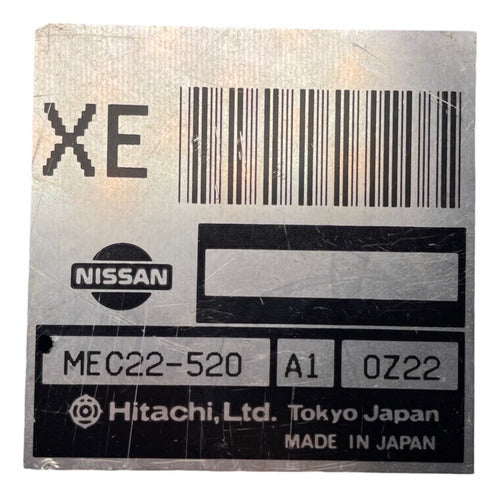 XE
NISSAN
MEC22-520 A1 0Z22
Hitachi, Ltd. Tokyo Japan
MADE IN JAPAN